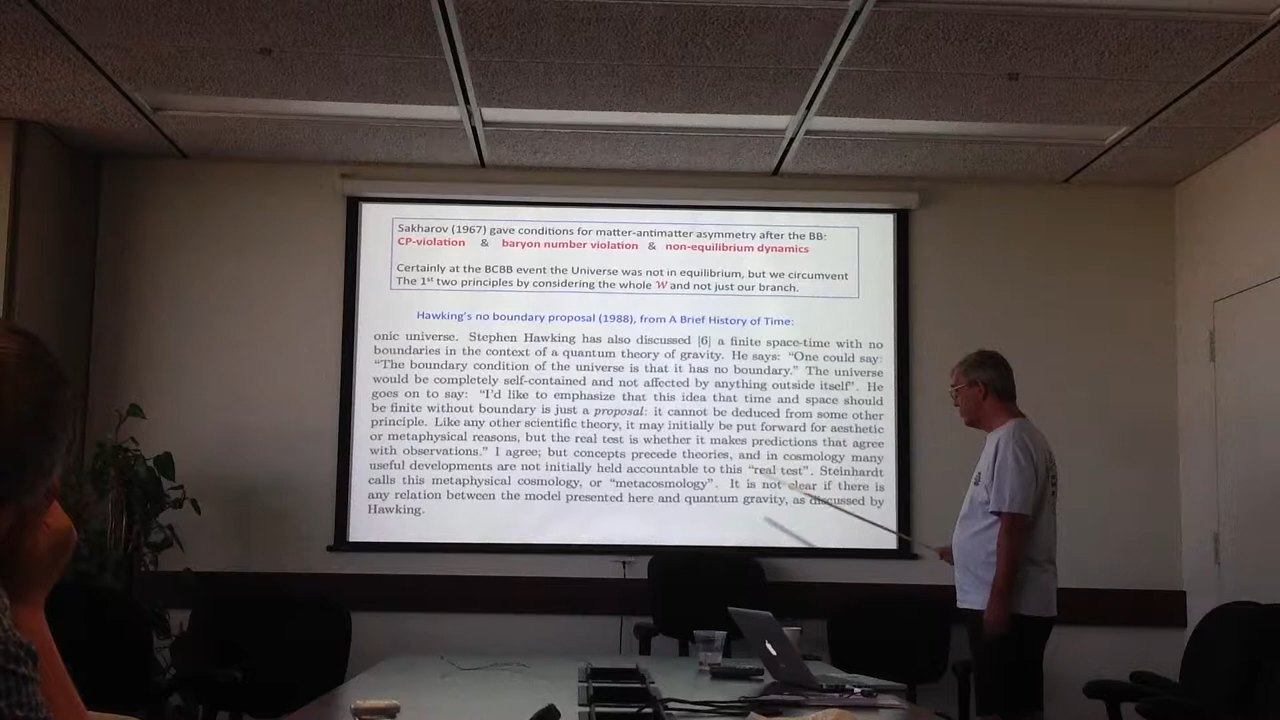 Sakharov (1967) gave conditions for matter-antimatter asymmetry after the BB:
CP-violation & baryon number violation & non-equilibrium dynamics
Certainly at the BCBB event the Universe was not in equilibrium, but we circumvent
The 1st two principles by considering the whole W and not just our branch.
Hawking's no boundary proposal (1988), from A Brief History of Time:
onic universe. Stephen Hawking has also discussed [6] a finite space-time with no
boundaries in the context of a quantum theory of gravity. He says: "One could say:
"The boundary condition of the universe is that it has no boundary." The universe
would be completely self-contained and not affected by anything outside itself". He
goes on to say: "I'd like to emphasize that this idea that time and space should
be finite without boundary is just a proposal: it cannot be deduced from some other
principle. Like any other scientific theory, it may initially be put forward for aesthetic
or metaphysical reasons, but the real test is whether it makes predictions that agree
with observations." I agree; but concepts precede theories, and in cosmology many
useful developments are not initially held accountable to this "real test". Steinhardt
calls this metaphysical cosmology, or "metacosmology". It is not clear if there is
any relation between the model presented here and quantum gravity, as discussed by
Hawking.